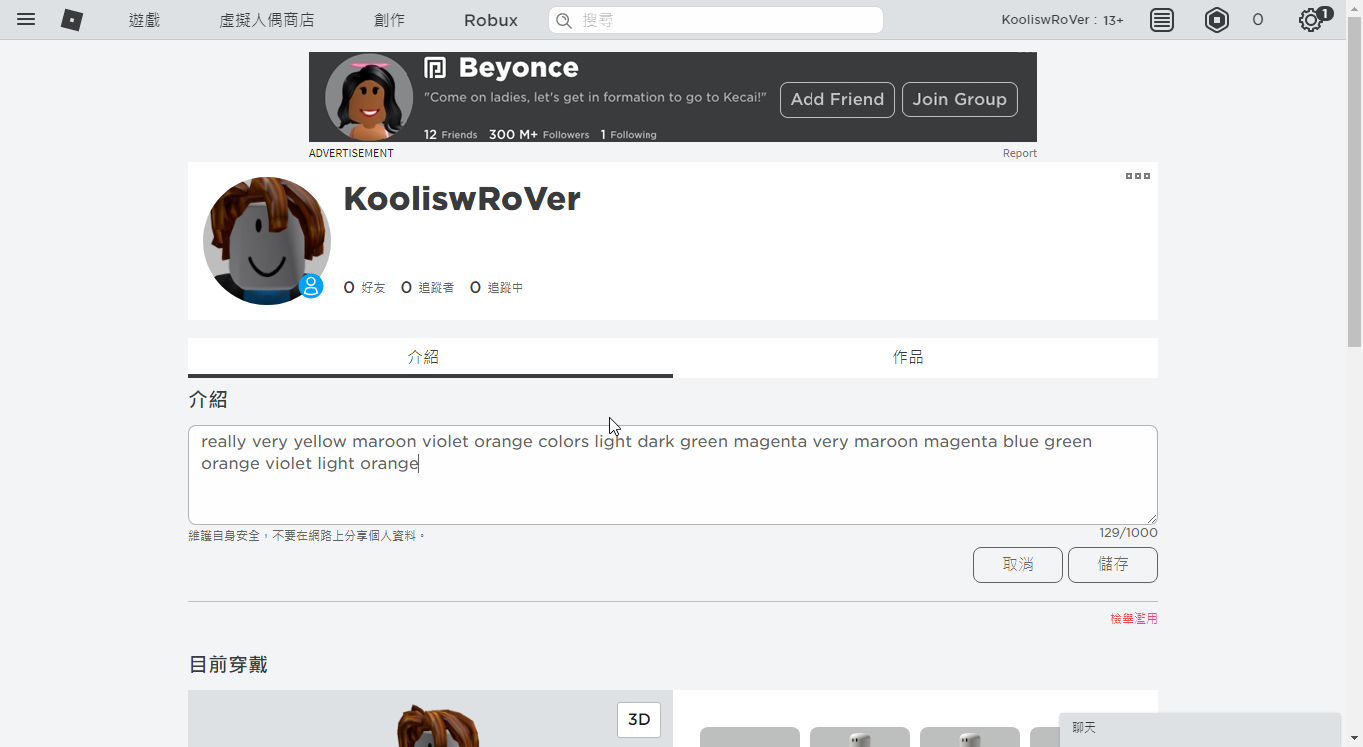 遊戲 虛擬人偶商店 創作 Robux 搜尋 KooliswRoVer : 13+ 0 1
Beyonce
"Come on ladies, let's get in formation to go to Kecai!" Add Friend Join Group
12 Friends 300 M+ Followers 1 Following
ADVERTISEMENT Report
KooliswRoVer
0 好友 0 追蹤者 0 追蹤中
介紹 作品
介紹
really very yellow maroon violet orange colors light dark green magenta very maroon magenta blue green
orange violet light orange
維護自身安全，不要在網路上分享個人資料。 129/1000
取消 儲存
檢舉濫用
目前穿戴
3D
聊天